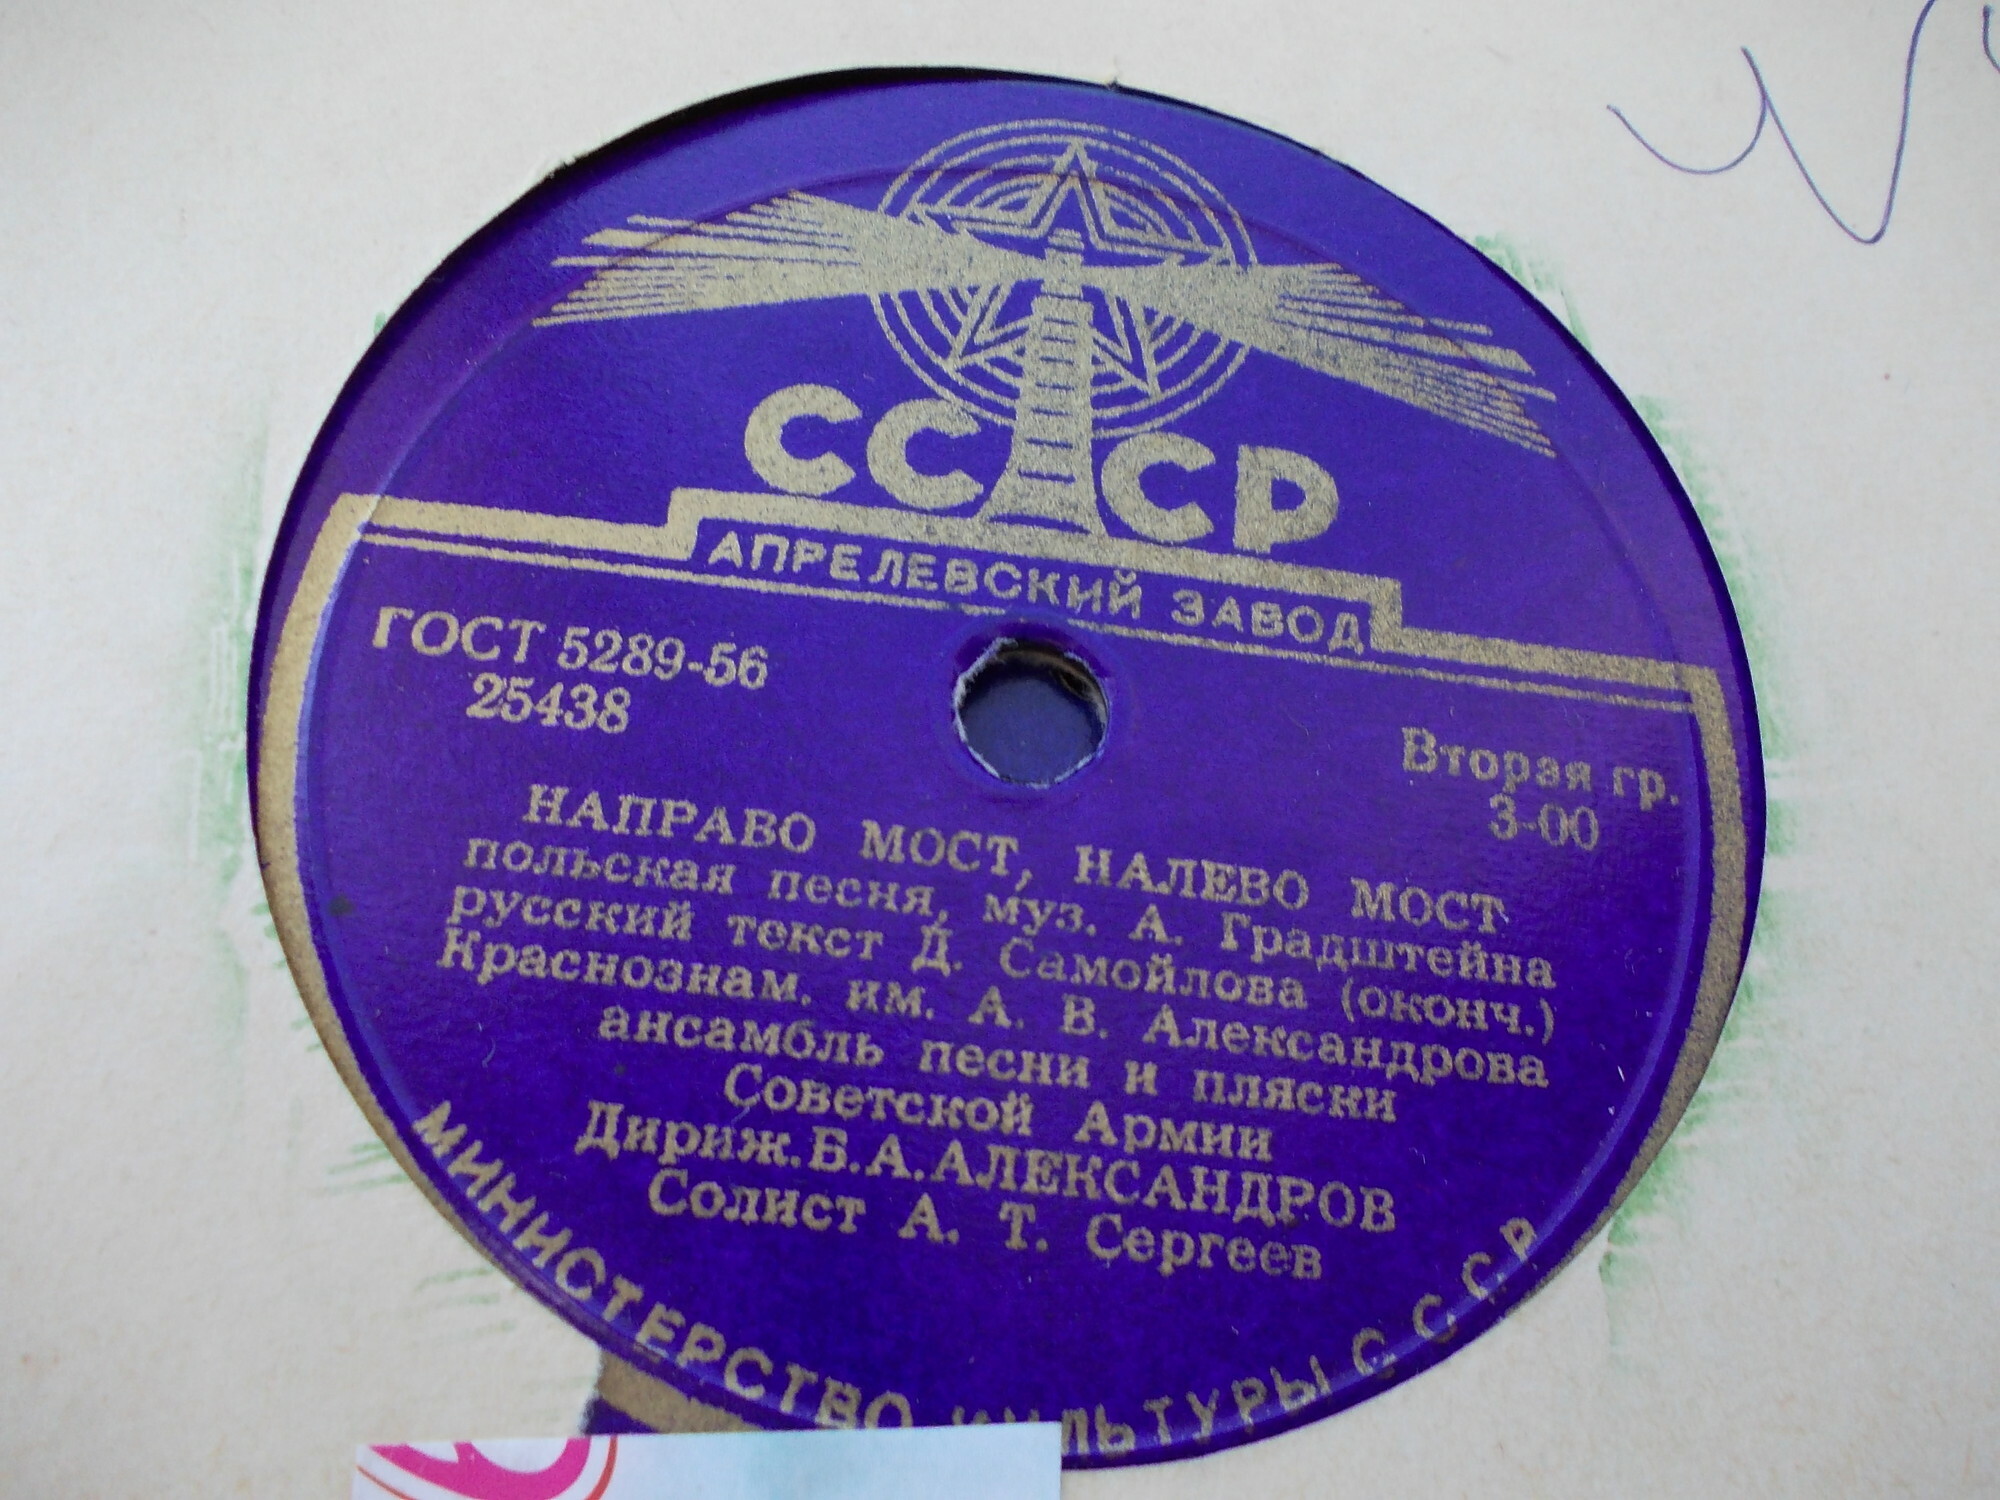 СССР
АПРЕЛЕВСКИЙ ЗАВОД
ГОСТ 5289-56
25438
Вторая гр.
3-00
НАПРАВО МОСТ, НАЛЕВО МОСТ
польская песня, муз. А. Градштейна
русский текст Д. Самойлова (оконч.)
Краснознам. им. А. В. Александрова
ансамбль песни и пляски
Советской Армии
Дириж. Б. А. АЛЕКСАНДРОВ
Солист А. Т. Сергеев
МИНИСТЕРСТВО КУЛЬТУРЫ СССР